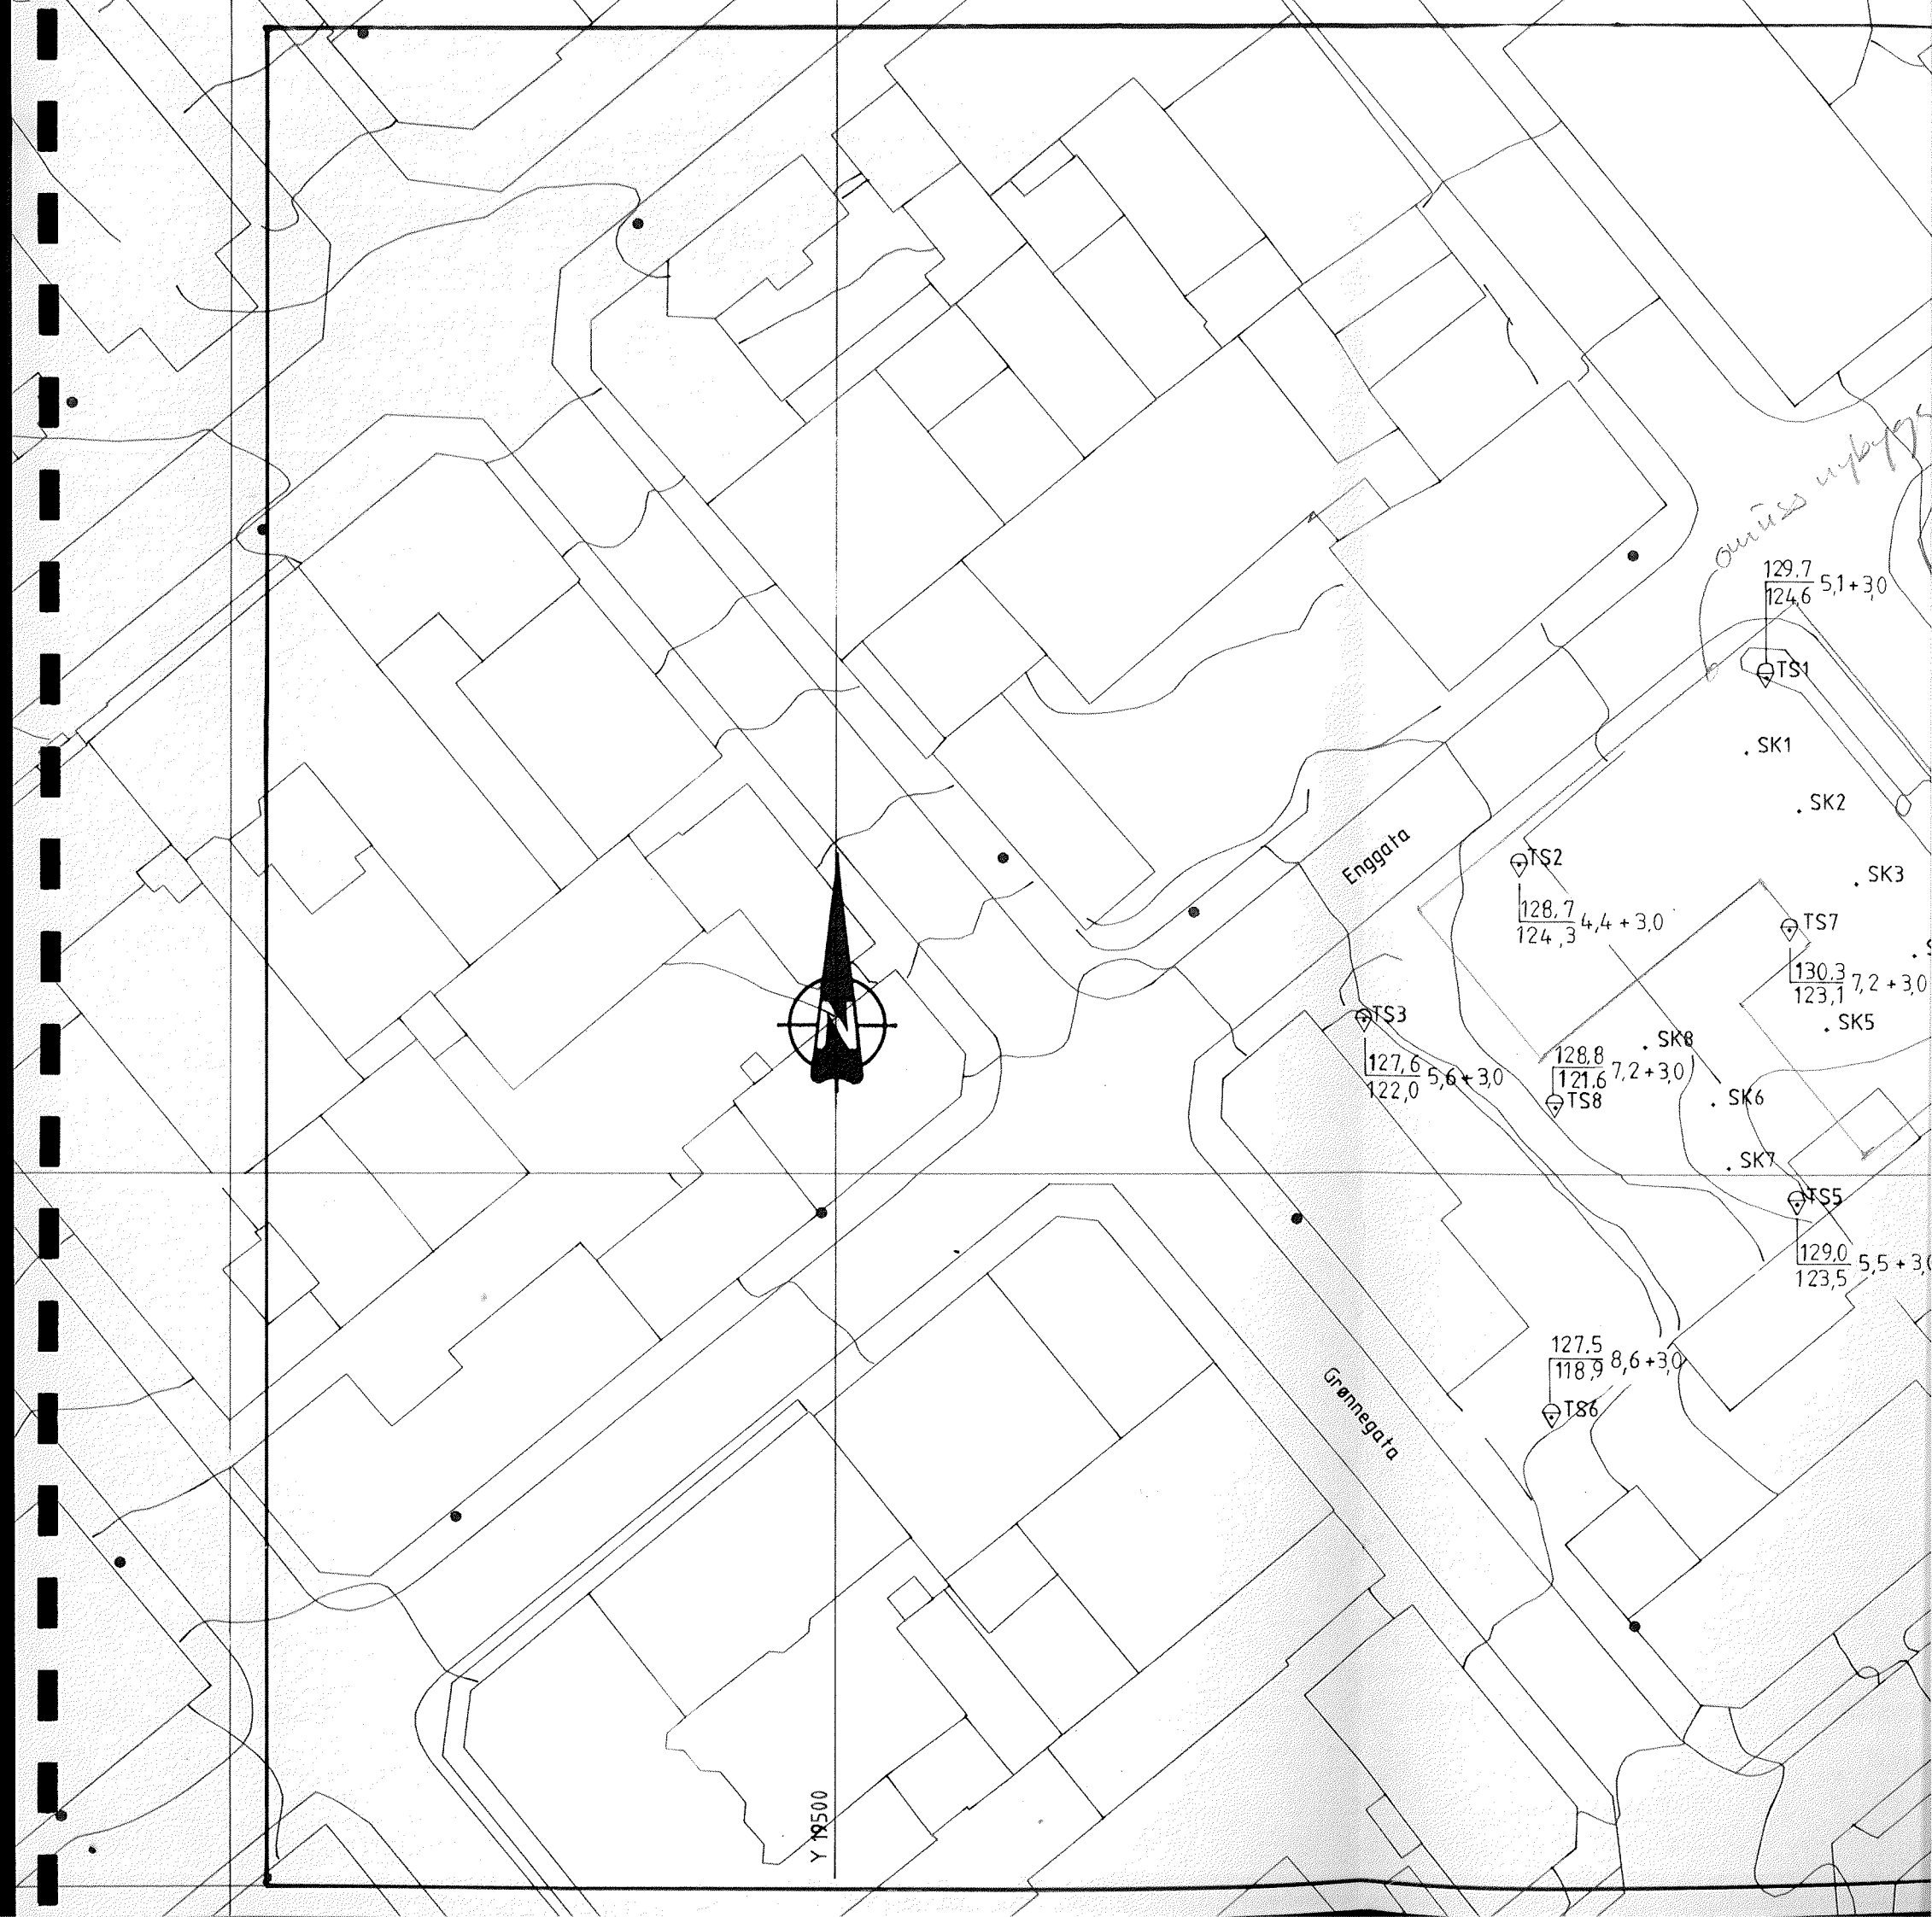 omriss nybygg
129.7
124,6 5,1+3,0
TS1
SK1
SK2
Enggata
TS2
SK3
128,7
124,3 4,4 + 3,0
TS7
130.3
123,1 7,2 + 3,0
TS3
SK5
SK8
127,6
122,0 5,6 + 3,0
128,8
121.6 7,2+3,0
TS8
SK6
SK7
TS5
129,0
123,5 5,5 + 3,0
127.5
118,9 8,6 +3,0
Grønnegata
TS6
N
Y 19500